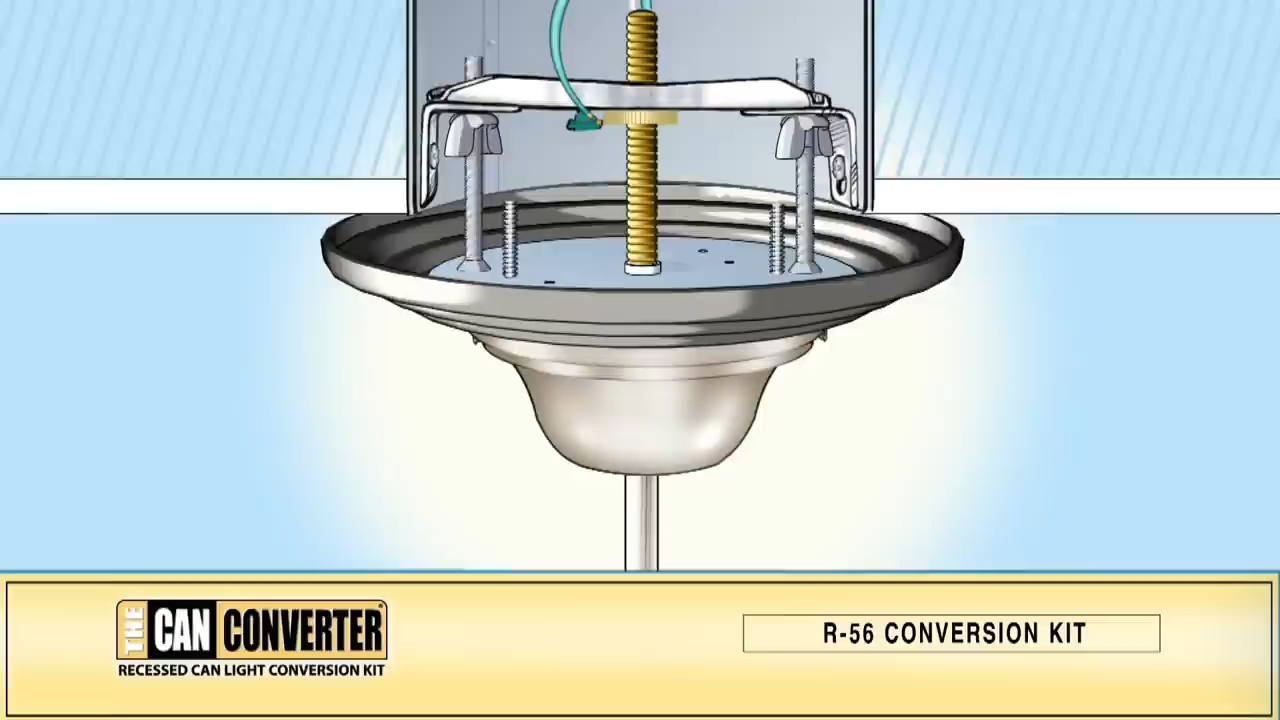 THE CAN CONVERTER®
RECESSED CAN LIGHT CONVERSION KIT
R-56 CONVERSION KIT